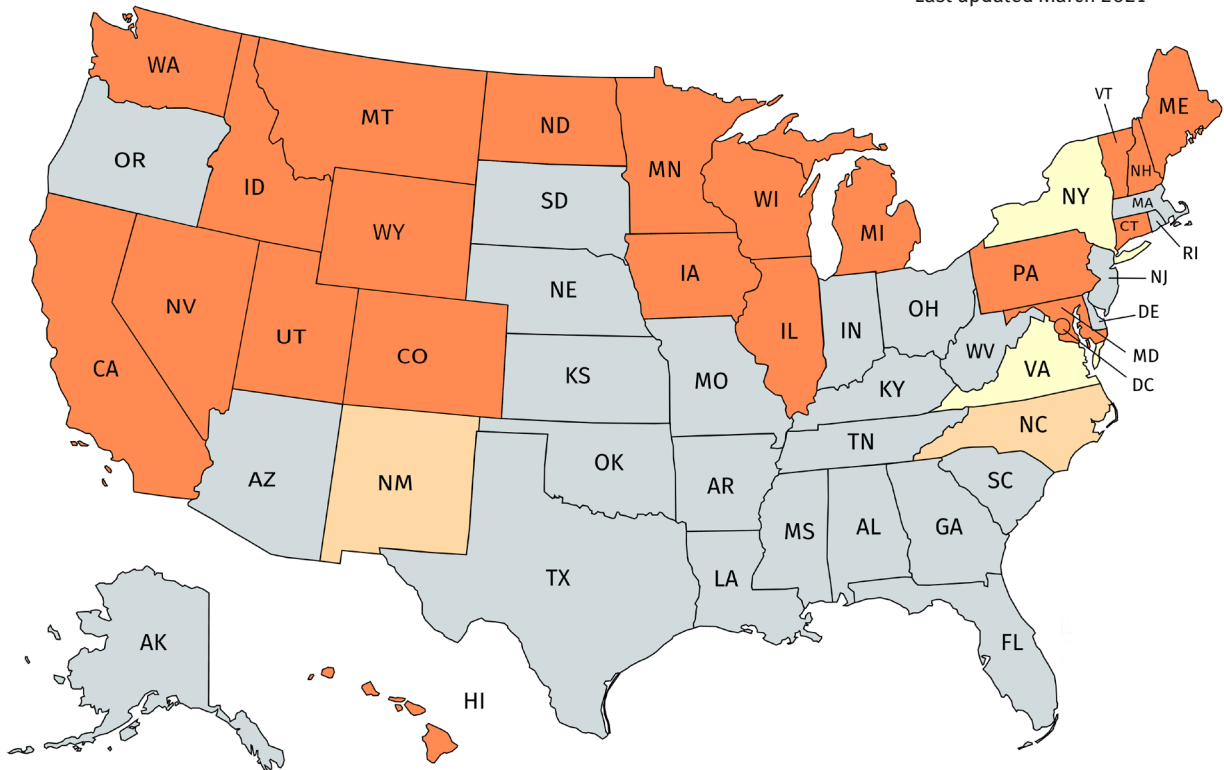 Last updated March 2021
WA
MT
ND
MN
VT
ME
OR
ID
SD
WI
NH
NY
MA
WY
MI
CT
RI
IA
PA
NJ
NV
NE
OH
DE
UT
IL
IN
CO
WV
MD
CA
KS
MO
KY
VA
DC
NC
TN
AZ
NM
OK
AR
SC
MS
AL
GA
TX
LA
AK
FL
HI